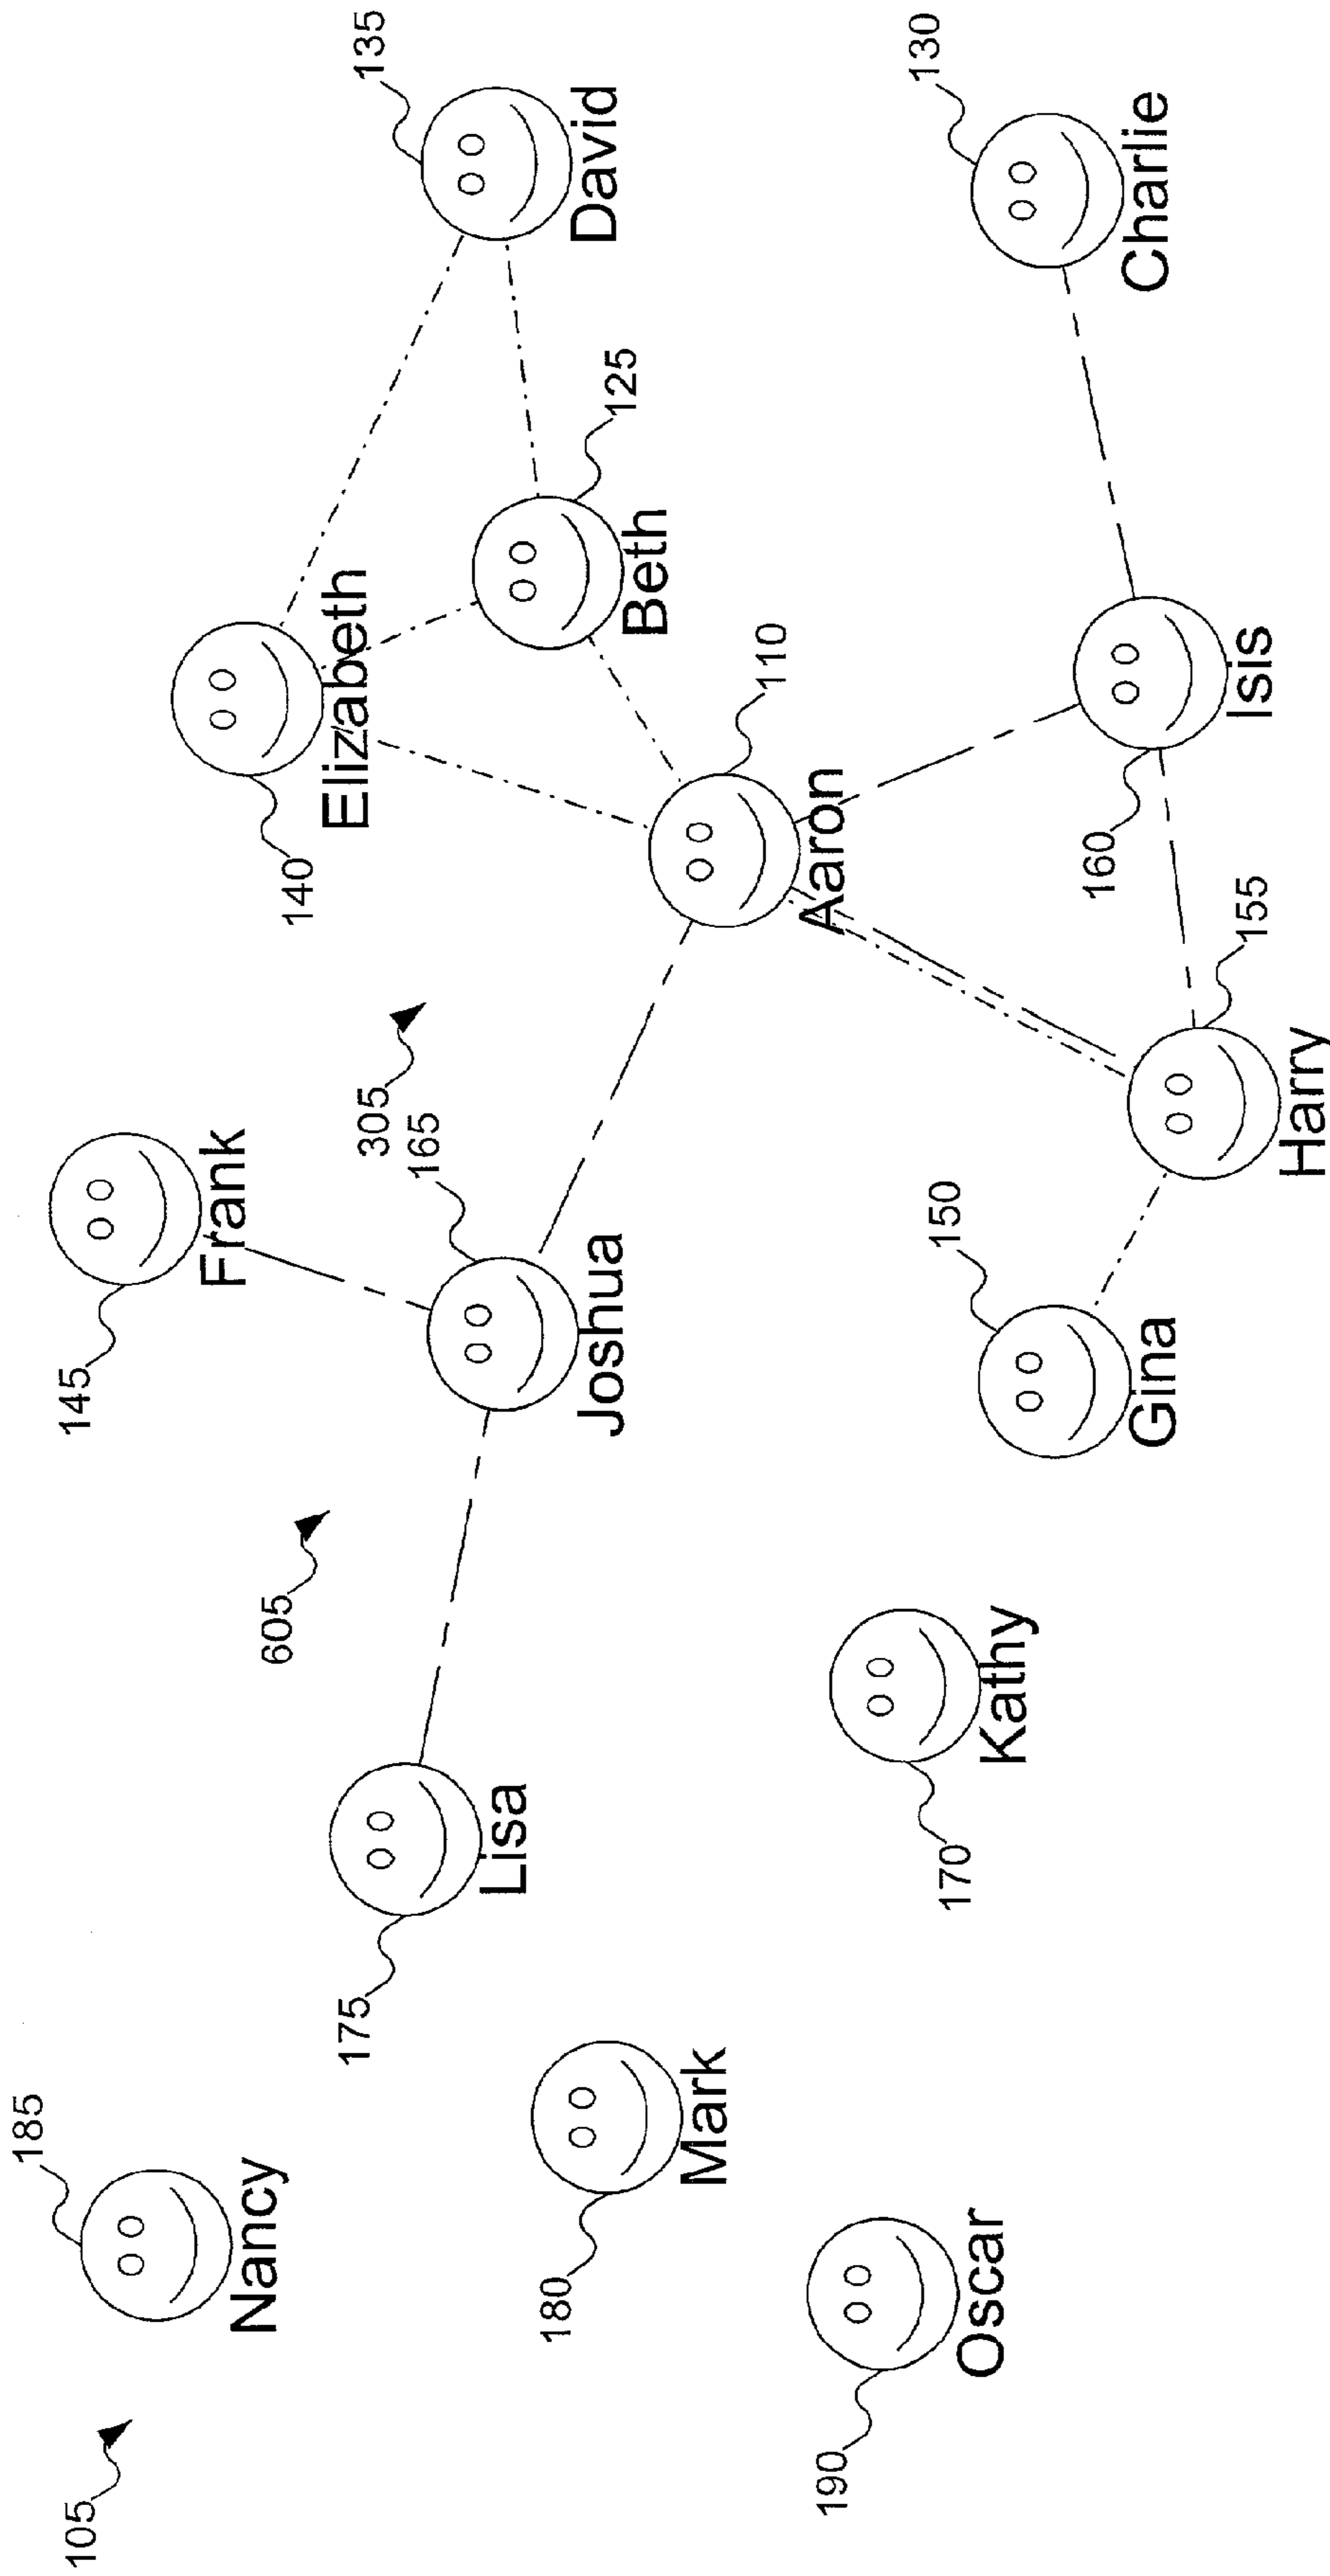 185
145
105
Frank
Nancy
605
140
Elizabeth
175
135
305
165
Lisa
180
David
Joshua
125
Beth
Mark
110
Aaron
190
130
150
170
Oscar
Kathy
160
Charlie
Gina
155
Isis
Harry